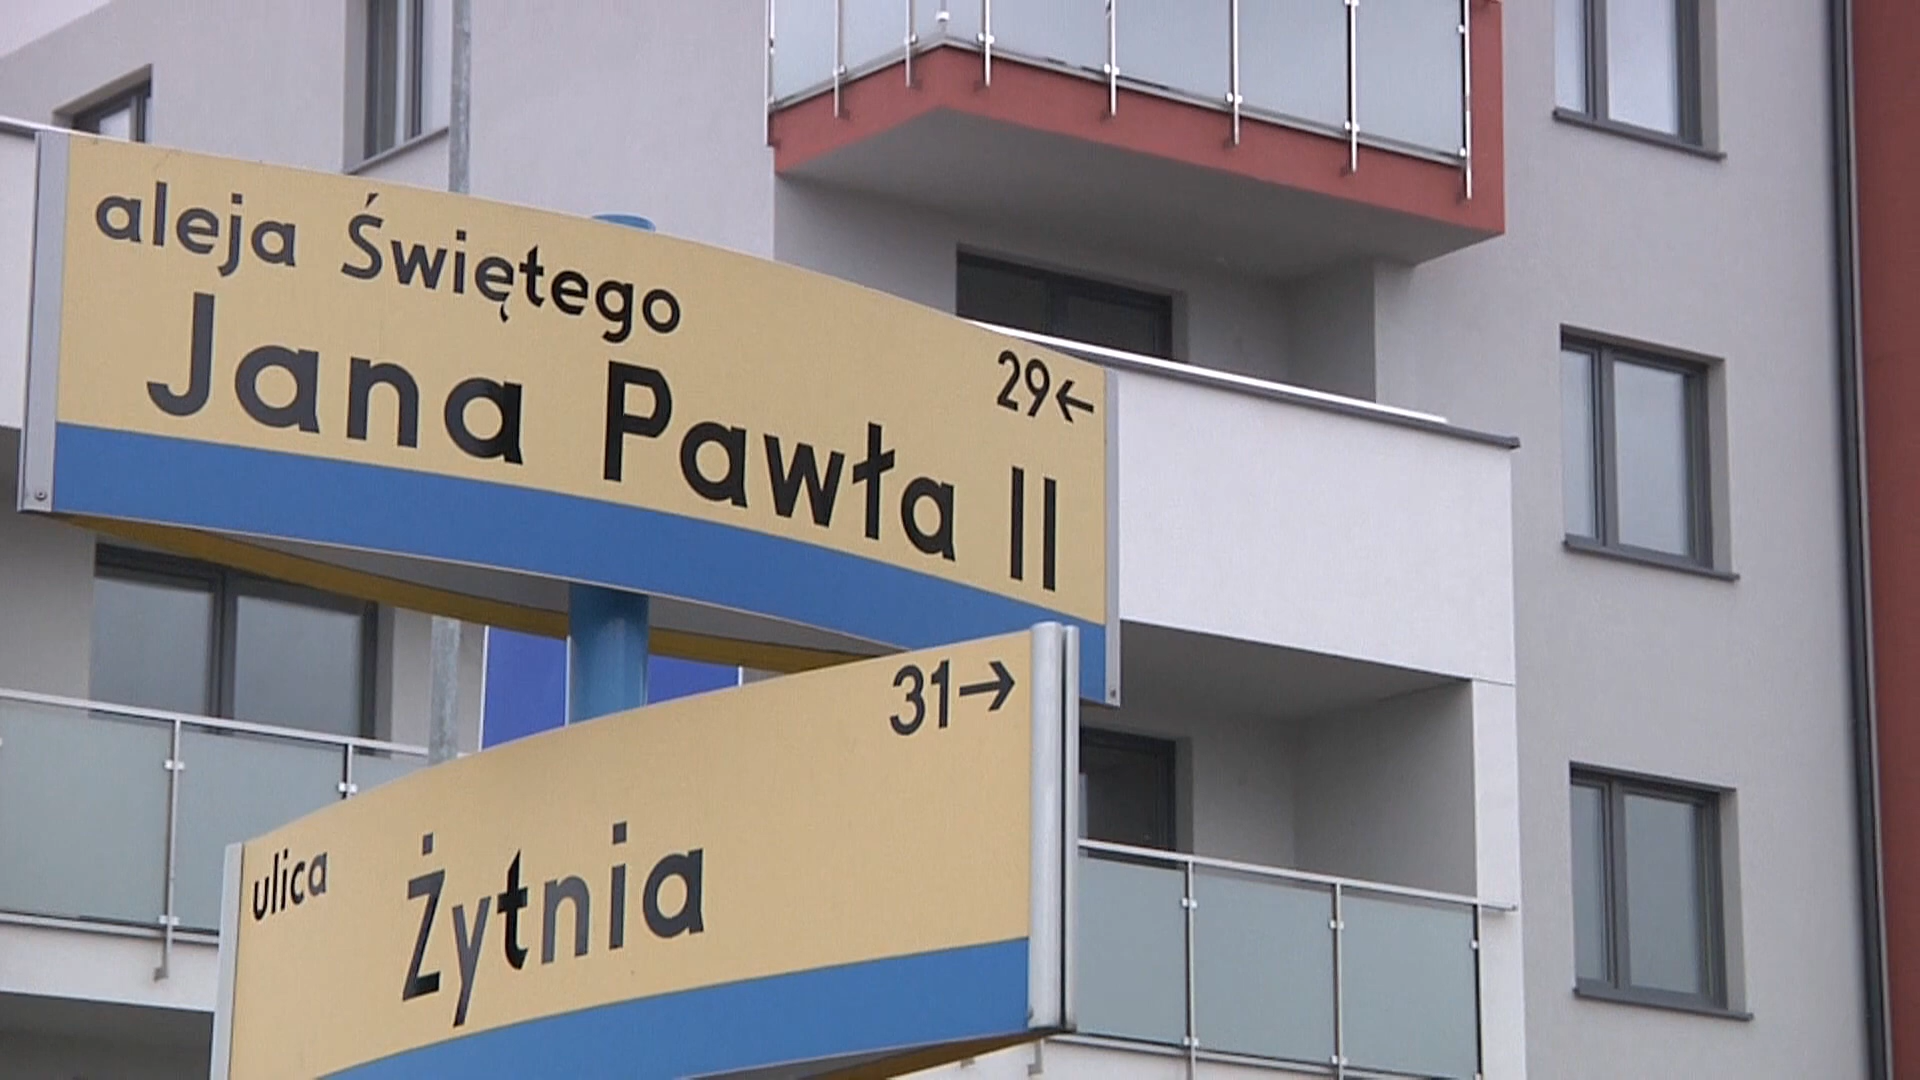 aleja Świętego
Jana Pawła II
29←
31→
ulica Żytnia